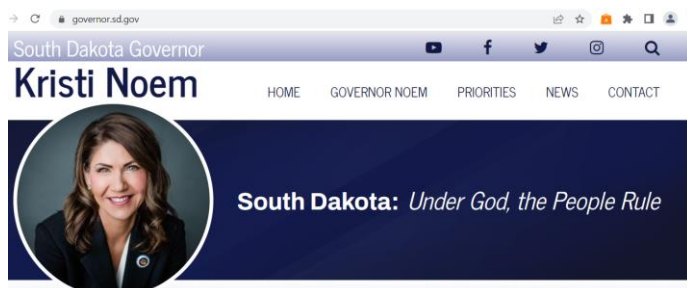 governor.sd.gov
South Dakota Governor
Kristi Noem
HOME GOVERNOR NOEM PRIORITIES NEWS CONTACT
South Dakota: Under God, the People Rule